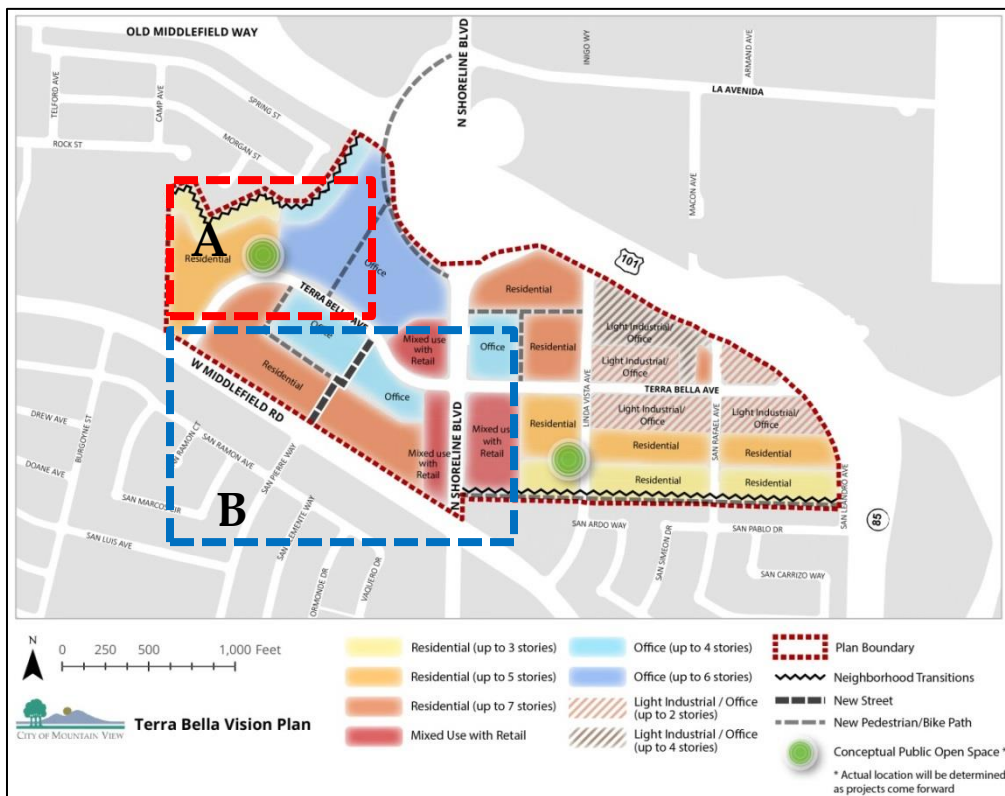 OLD MIDDLEFIELD WAY
N SHORELINE BLVD
INIGO WY
ARMAND AVE
LA AVENIDA
TELFORD AVE
CAMP AVE
SPRING ST
MORGAN ST
ROCK ST
MACON AVE
101
A
Residential
Office
TERRA BELLA AVE
Residential
Light Industrial/
Office
Office
Mixed use
with
Retail
Office
Residential
Light Industrial/
Office
W MIDDLEFIELD RD
Residential
TERRA BELLA AVE
LINDA VISTA AVE
Office
Light Industrial/
Office
Light Industrial/
Office
DREW AVE
BURGOYNE ST
SAN RAMON CT
SAN RAMON AVE
Mixed use
with
Retail
N SHORELINE BLVD
Mixed use
with
Retail
Residential
SAN RAFAEL AVE
Residential
Residential
DOANE AVE
SAN PIERRE WAY
Residential
Residential
SAN LEANDRO AVE
SAN MARCOS CIR
B
SAN CLEMENTE WAY
SAN ARDO WAY
SAN PABLO DR
85
SAN LUIS AVE
ORMONDE DR
VAQUERO DR
SAN SIMEON DR
SAN CARRIZO WAY
N
0 250 500 1,000 Feet
CITY OF MOUNTAIN VIEW
Terra Bella Vision Plan
Residential (up to 3 stories)
Residential (up to 5 stories)
Residential (up to 7 stories)
Mixed Use with Retail
Office (up to 4 stories)
Office (up to 6 stories)
Light Industrial / Office
(up to 2 stories)
Light Industrial / Office
(up to 4 stories)
Plan Boundary
Neighborhood Transitions
New Street
New Pedestrian/Bike Path
Conceptual Public Open Space *
* Actual location will be determined
as projects come forward